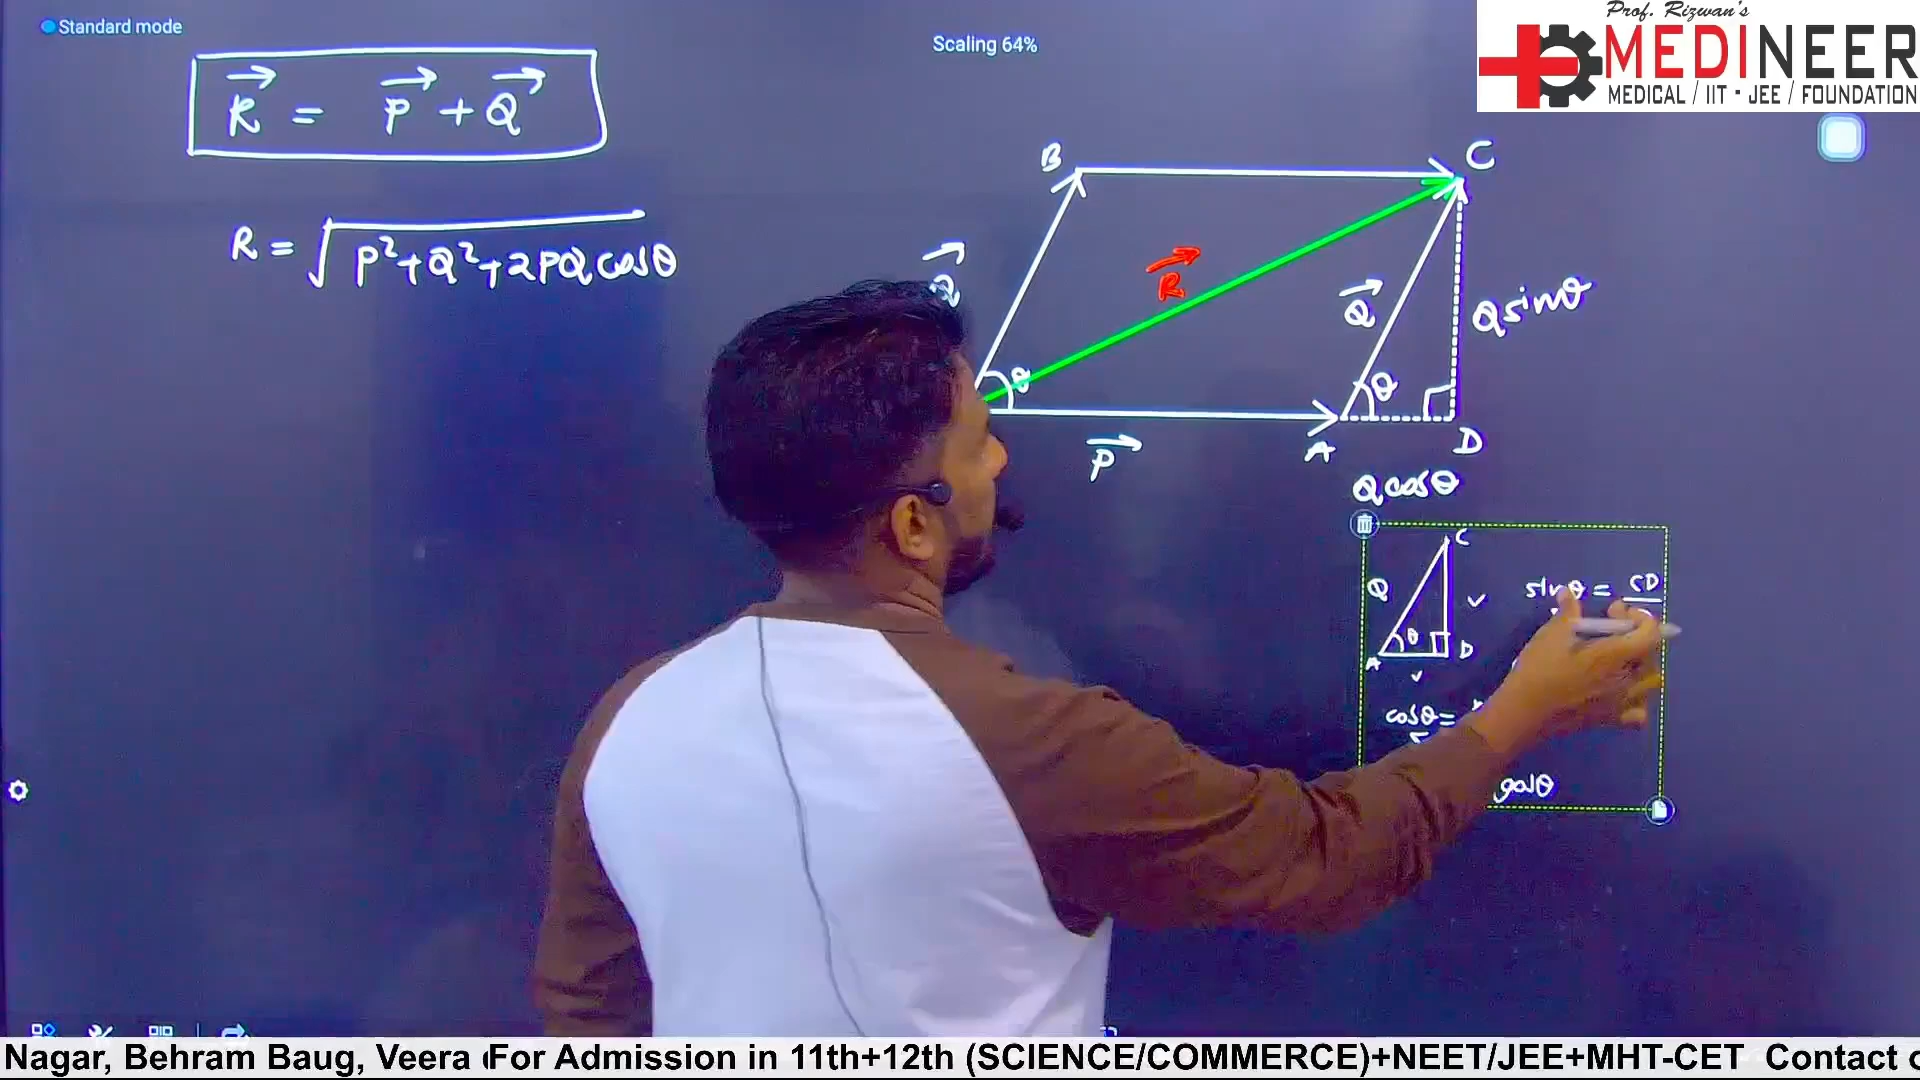 Standard mode
Scaling 64%
Prof. Rizwan's
MEDINEER
MEDICAL / IIT - JEE / FOUNDATION
R = P + Q
R = √P²+Q²+2PQcosθ
B
C
Q
R
Q
Qsinθ
θ
θ
P
A
D
Qcosθ
C
Q
sinθ = CD
θ
A
D
cosθ=
Nagar, Behram Baug, Veera For Admission in 11th+12th (SCIENCE/COMMERCE)+NEET/JEE+MHT-CET Contact